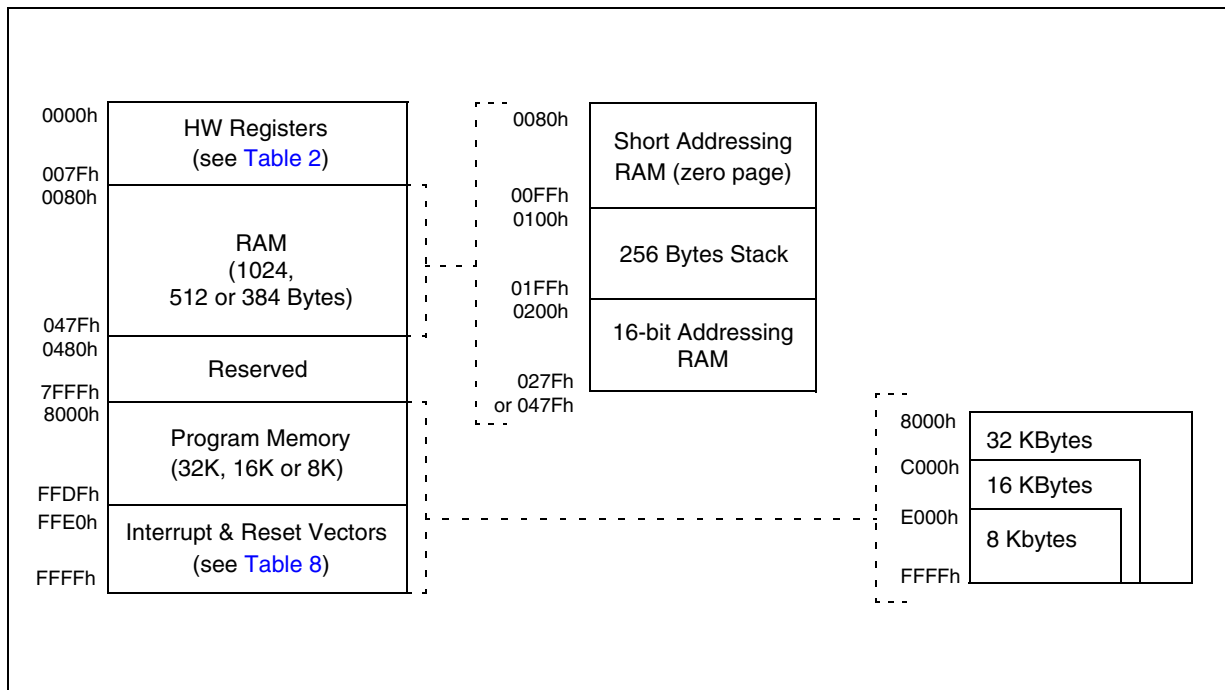 0000h
HW Registers
(see Table 2)
007Fh
0080h
RAM
(1024,
512 or 384 Bytes)
047Fh
0480h
Reserved
7FFFh
8000h
Program Memory
(32K, 16K or 8K)
FFDFh
FFE0h
Interrupt & Reset Vectors
(see Table 8)
FFFFh
0080h
Short Addressing
RAM (zero page)
00FFh
0100h
256 Bytes Stack
01FFh
0200h
16-bit Addressing
RAM
027Fh
or 047Fh
8000h
32 KBytes
C000h
16 KBytes
E000h
8 Kbytes
FFFFh